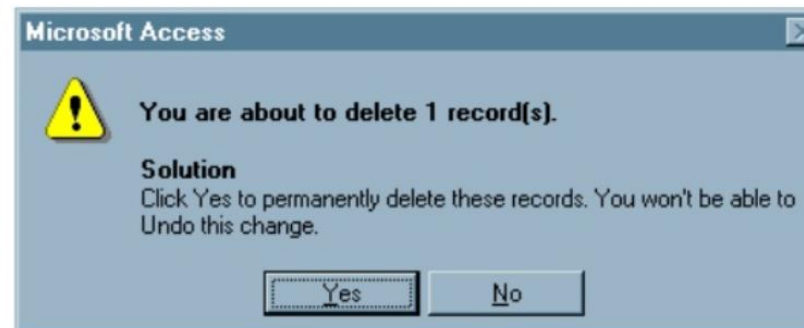 Microsoft Access
You are about to delete 1 record(s).
Solution
Click Yes to permanently delete these records. You won't be able to
Undo this change.
Yes No